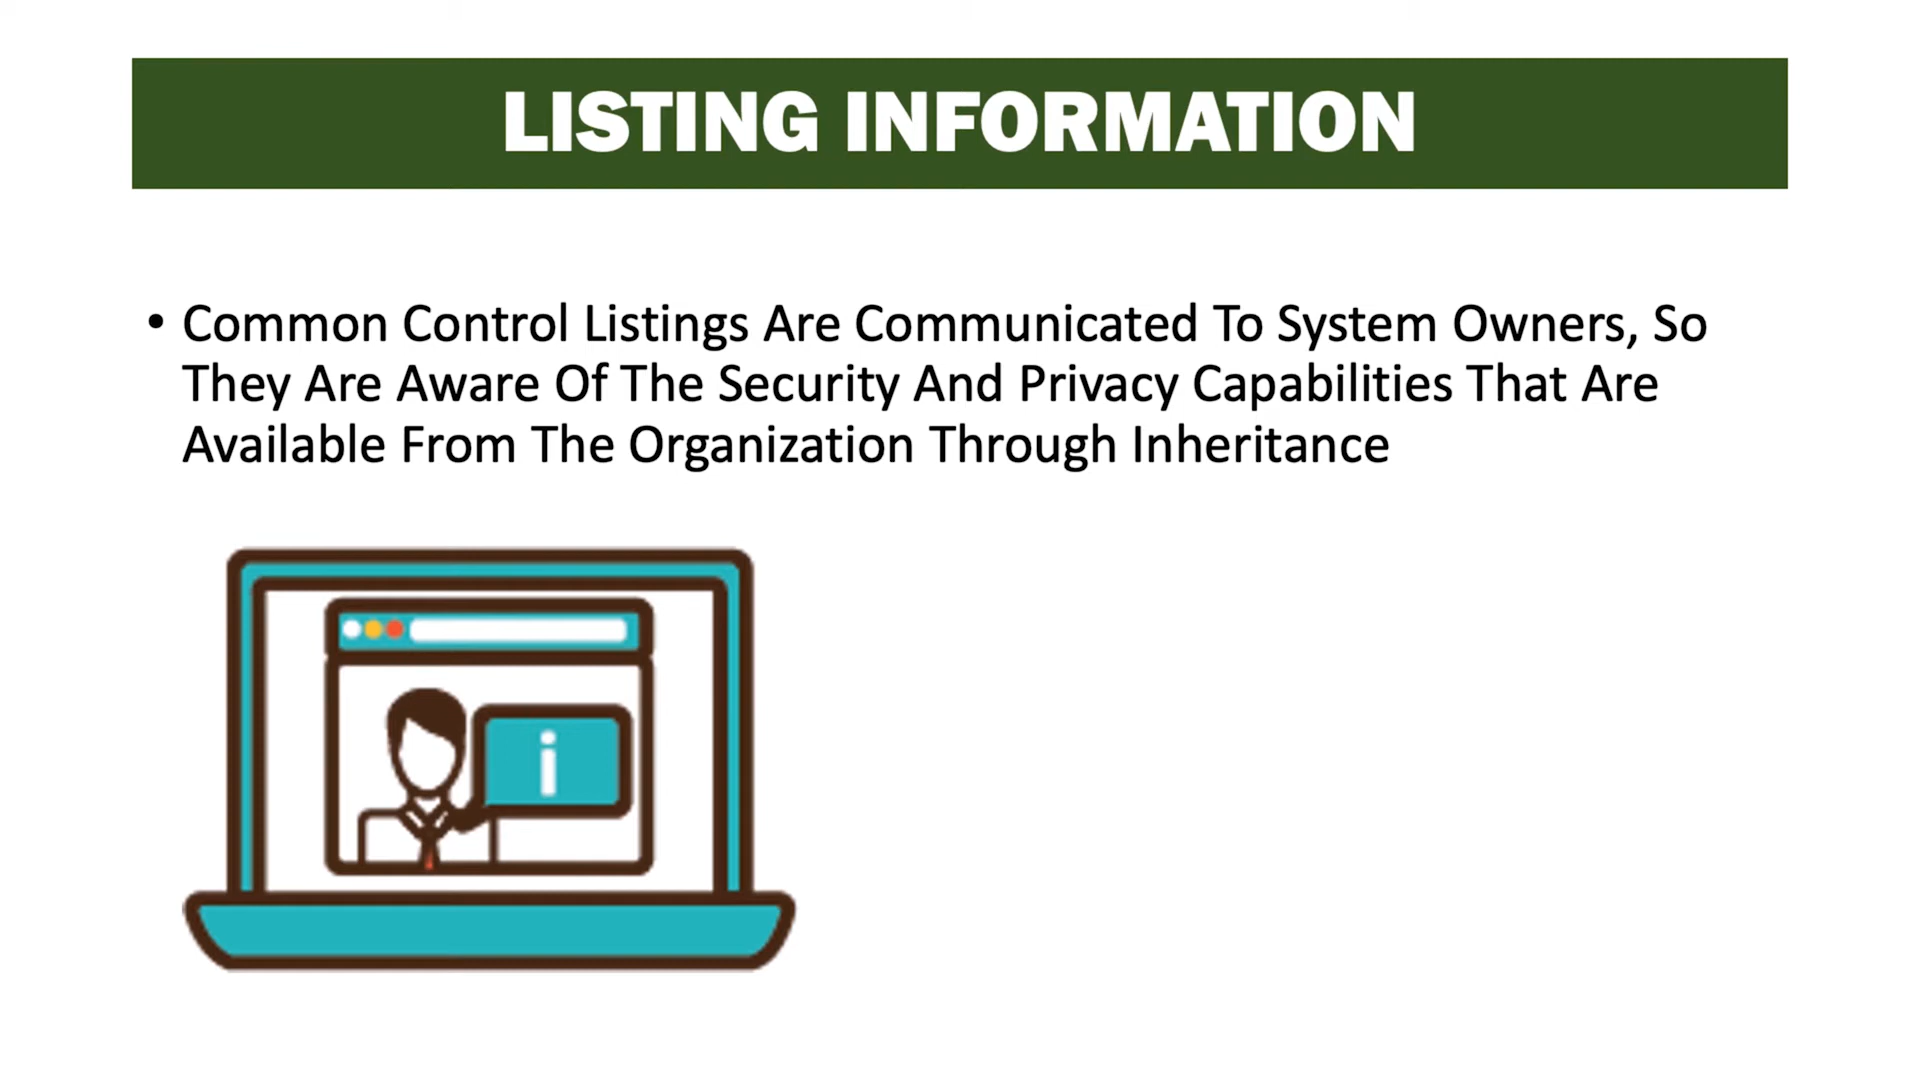 LISTING INFORMATION
• Common Control Listings Are Communicated To System Owners, So
They Are Aware Of The Security And Privacy Capabilities That Are
Available From The Organization Through Inheritance
i